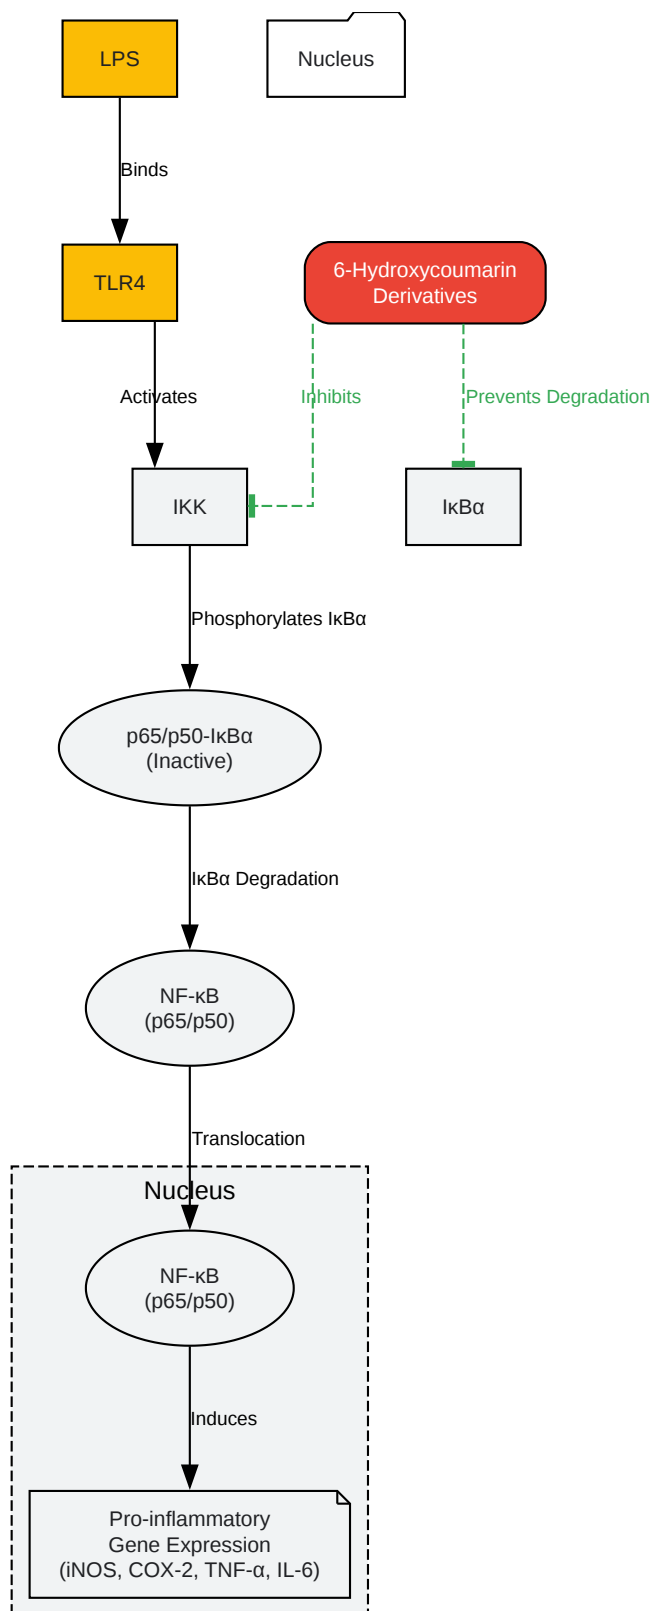 LPS
Nucleus
Binds
TLR4
6-Hydroxycoumarin
Derivatives
Activates
Inhibits
Prevents Degradation
IKK
IκBα
Phosphorylates IκBα
p65/p50-IκBα
(Inactive)
IκBα Degradation
NF-κB
(p65/p50)
Translocation
Nucleus
NF-κB
(p65/p50)
Induces
Pro-inflammatory
Gene Expression
(iNOS, COX-2, TNF-α, IL-6)